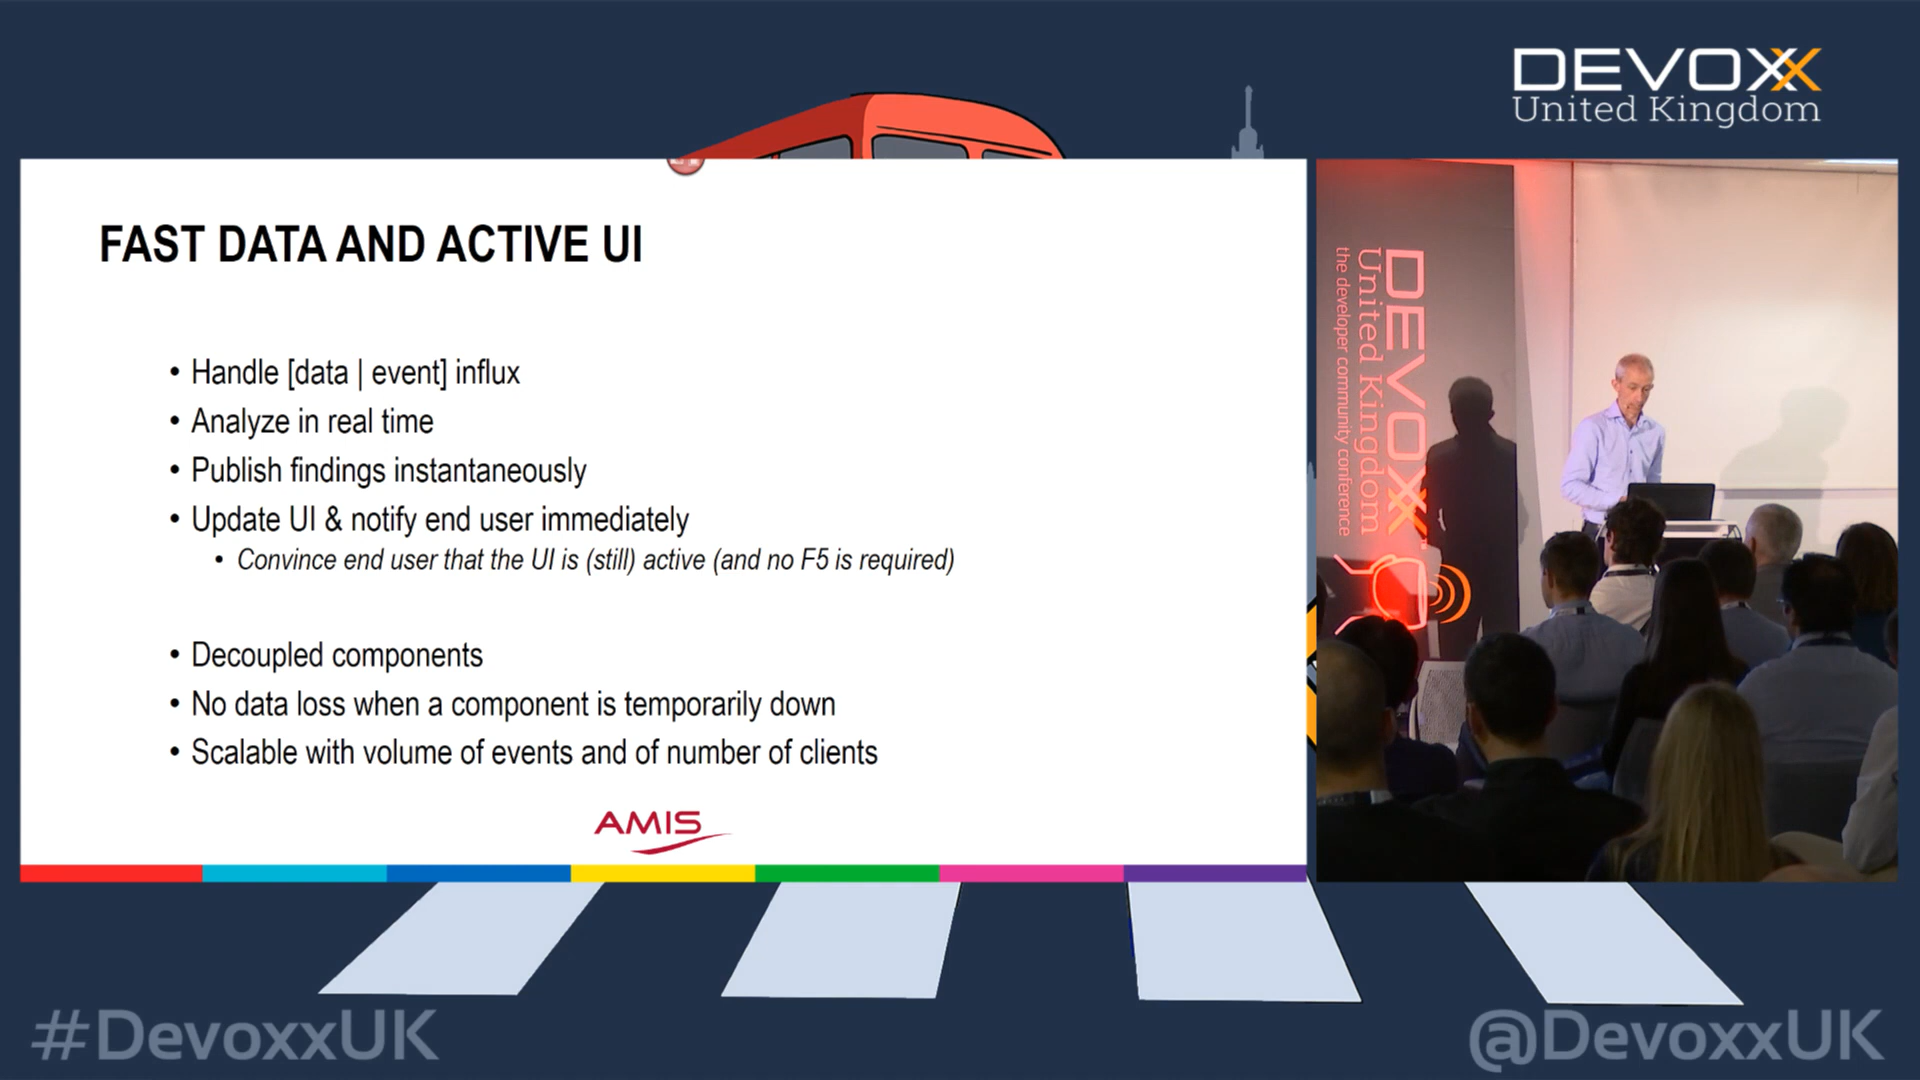 DEVOXX
United Kingdom
FAST DATA AND ACTIVE UI
• Handle [data | event] influx
• Analyze in real time
• Publish findings instantaneously
• Update UI & notify end user immediately
• Convince end user that the UI is (still) active (and no F5 is required)
• Decoupled components
• No data loss when a component is temporarily down
• Scalable with volume of events and of number of clients
AMIS
DEVOXX
United Kingdom
the developer community conference
#DevoxxUK
@DevoxxUK